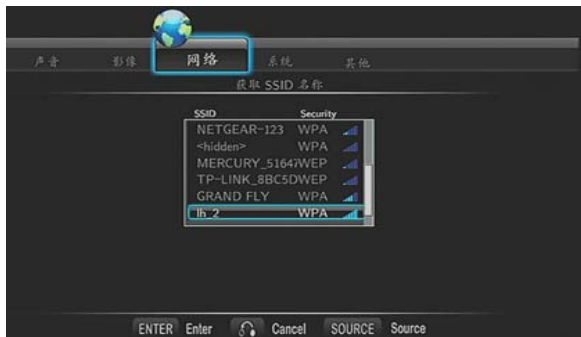 声音 影像 网络 系统 其他
获取 SSID 名称
SSID Security
NETGEAR-123 WPA
<hidden> WPA
MERCURY_51647 WEP
TP-LINK_8BC5D WEP
GRAND FLY WPA
lh_2 WPA
ENTER Enter Cancel SOURCE Source